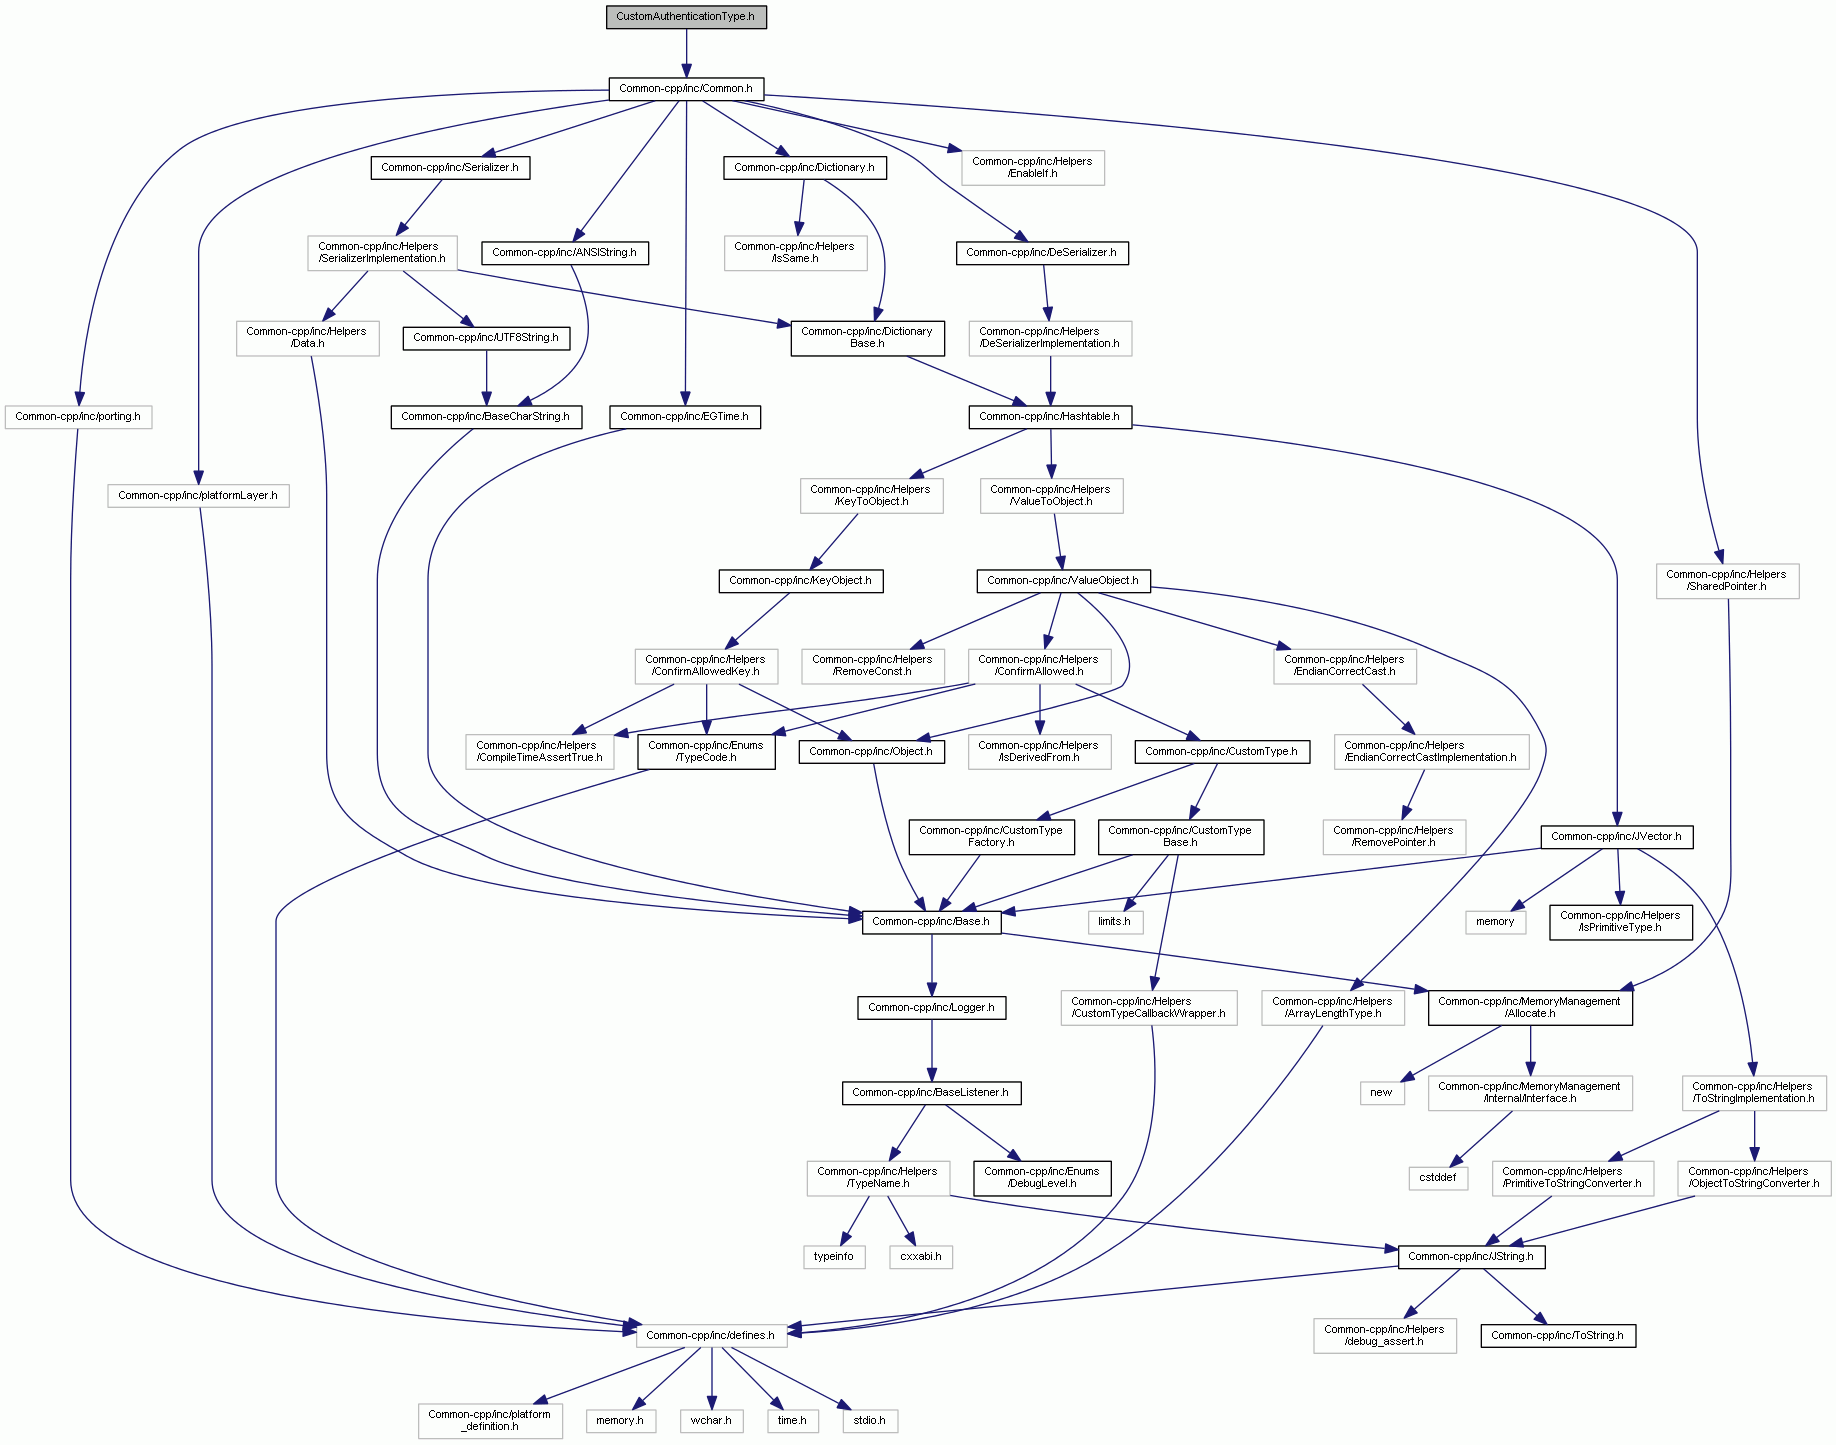 CustomAuthenticationType.h
Common-cpp/inc/Common.h
Common-cpp/inc/Serializer.h
Common-cpp/inc/Dictionary.h
Common-cpp/inc/Helpers
/EnableIf.h
Common-cpp/inc/Helpers
/SerializerImplementation.h
Common-cpp/inc/ANSIString.h
Common-cpp/inc/Helpers
/IsSame.h
Common-cpp/inc/DeSerializer.h
Common-cpp/inc/Helpers
/Data.h
Common-cpp/inc/UTF8String.h
Common-cpp/inc/Dictionary
Base.h
Common-cpp/inc/Helpers
/DeSerializerImplementation.h
Common-cpp/inc/porting.h
Common-cpp/inc/BaseCharString.h
Common-cpp/inc/EGTime.h
Common-cpp/inc/Hashtable.h
Common-cpp/inc/platformLayer.h
Common-cpp/inc/Helpers
/KeyToObject.h
Common-cpp/inc/Helpers
/ValueToObject.h
Common-cpp/inc/KeyObject.h
Common-cpp/inc/ValueObject.h
Common-cpp/inc/Helpers
/SharedPointer.h
Common-cpp/inc/Helpers
/ConfirmAllowedKey.h
Common-cpp/inc/Helpers
/RemoveConst.h
Common-cpp/inc/Helpers
/ConfirmAllowed.h
Common-cpp/inc/Helpers
/EndianCorrectCast.h
Common-cpp/inc/Helpers
/CompileTimeAssertTrue.h
Common-cpp/inc/Enums
/TypeCode.h
Common-cpp/inc/Object.h
Common-cpp/inc/Helpers
/IsDerivedFrom.h
Common-cpp/inc/CustomType.h
Common-cpp/inc/Helpers
/EndianCorrectCastImplementation.h
Common-cpp/inc/CustomType
Factory.h
Common-cpp/inc/CustomType
Base.h
Common-cpp/inc/Helpers
/RemovePointer.h
Common-cpp/inc/JVector.h
Common-cpp/inc/Base.h
limits.h
memory
Common-cpp/inc/Helpers
/IsPrimitiveType.h
Common-cpp/inc/Logger.h
Common-cpp/inc/Helpers
/CustomTypeCallbackWrapper.h
Common-cpp/inc/Helpers
/ArrayLengthType.h
Common-cpp/inc/MemoryManagement
/Allocate.h
Common-cpp/inc/BaseListener.h
new
Common-cpp/inc/MemoryManagement
/Internal/Interface.h
Common-cpp/inc/Helpers
/ToStringImplementation.h
Common-cpp/inc/Helpers
/TypeName.h
Common-cpp/inc/Enums
/DebugLevel.h
cstddef
Common-cpp/inc/Helpers
/PrimitiveToStringConverter.h
Common-cpp/inc/Helpers
/ObjectToStringConverter.h
typeinfo
cxxabi.h
Common-cpp/inc/JString.h
Common-cpp/inc/defines.h
Common-cpp/inc/Helpers
/debug_assert.h
Common-cpp/inc/ToString.h
Common-cpp/inc/platform
_definition.h
memory.h
wchar.h
time.h
stdio.h